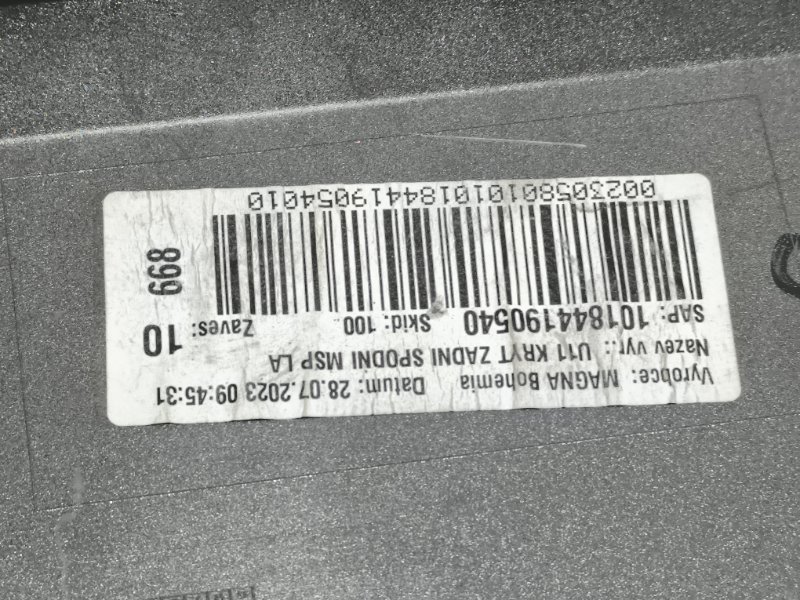 Vyrobce: MAGNA Bohemia Datum: 28.07.2023 09:45:31
Nazev vyr.: U11 KRYT ZADNI SPODNI MSP LA
SAP: 101844190540 Skid: 100 Zaves: 10
668
002305801010184419054010